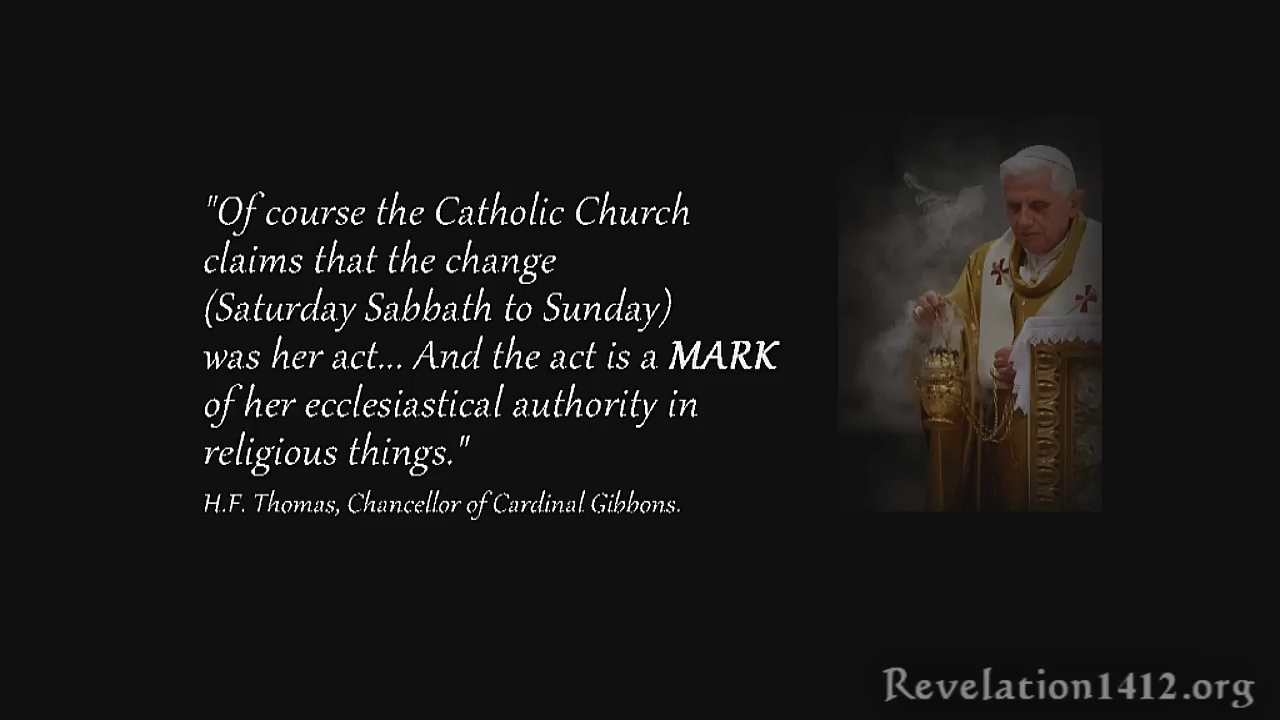 "Of course the Catholic Church
claims that the change
(Saturday Sabbath to Sunday)
was her act... And the act is a MARK
of her ecclesiastical authority in
religious things."
H.F. Thomas, Chancellor of Cardinal Gibbons.
Revelation1412.org